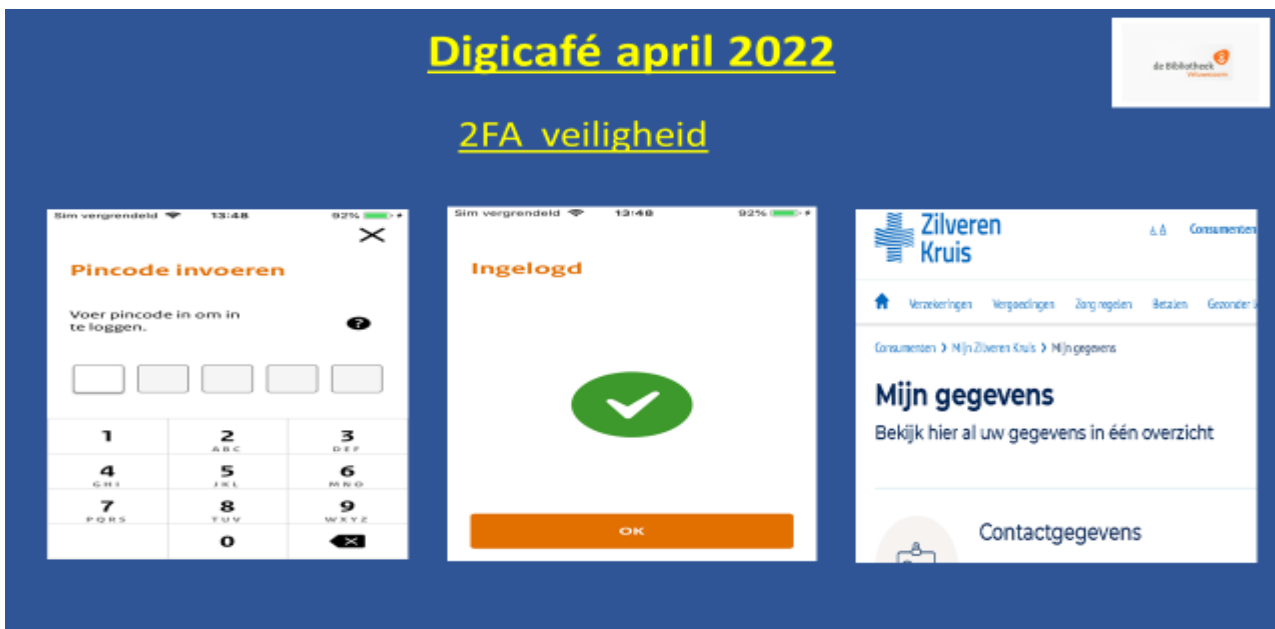 Digicafé april 2022
de Bibliotheek
2FA veiligheid
Sim vergrendeld 13:48 92%
Pincode invoeren
Voer pincode in om in
te loggen.
?
1 2 3
ABC DEF
4 5 6
GHI JKL MNO
7 8 9
PQRS TUV WXYZ
0
Sim vergrendeld 13:48 92%
Ingelogd
OK
Zilveren
Kruis
A A Consumenten
Verzekeringen Vergoedingen Zorg regelen Betalen Gezonder
Consumenten > Mijn Zilveren Kruis > Mijn gegevens
Mijn gegevens
Bekijk hier al uw gegevens in één overzicht
Contactgegevens